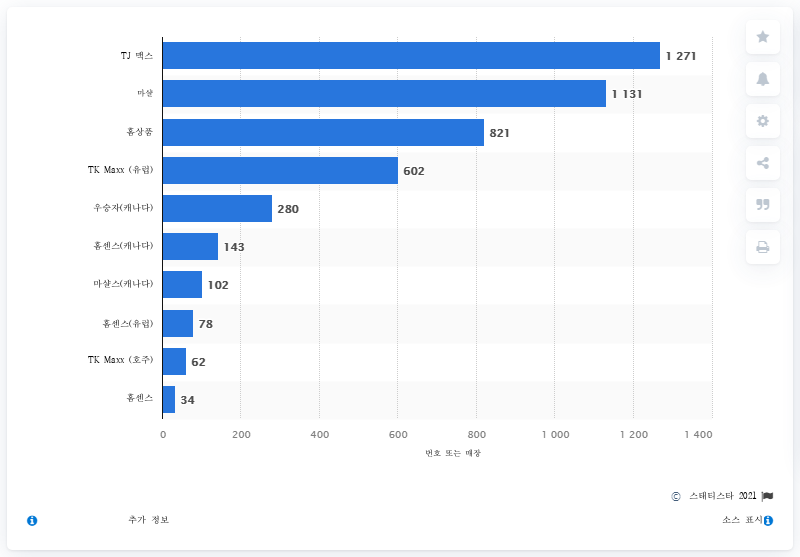 TJ 맥스
1 271
마샬
1 131
홈상품
821
TK Maxx (유럽)
602
우승자(캐나다)
280
홈센스(캐나다)
143
마샬스(캐나다)
102
홈센스(유럽)
78
TK Maxx (호주)
62
홈센스
34
0 200 400 600 800 1 000 1 200 1 400
번호 또는 매장
© 스태티스타 2021
추가 정보
소스 표시